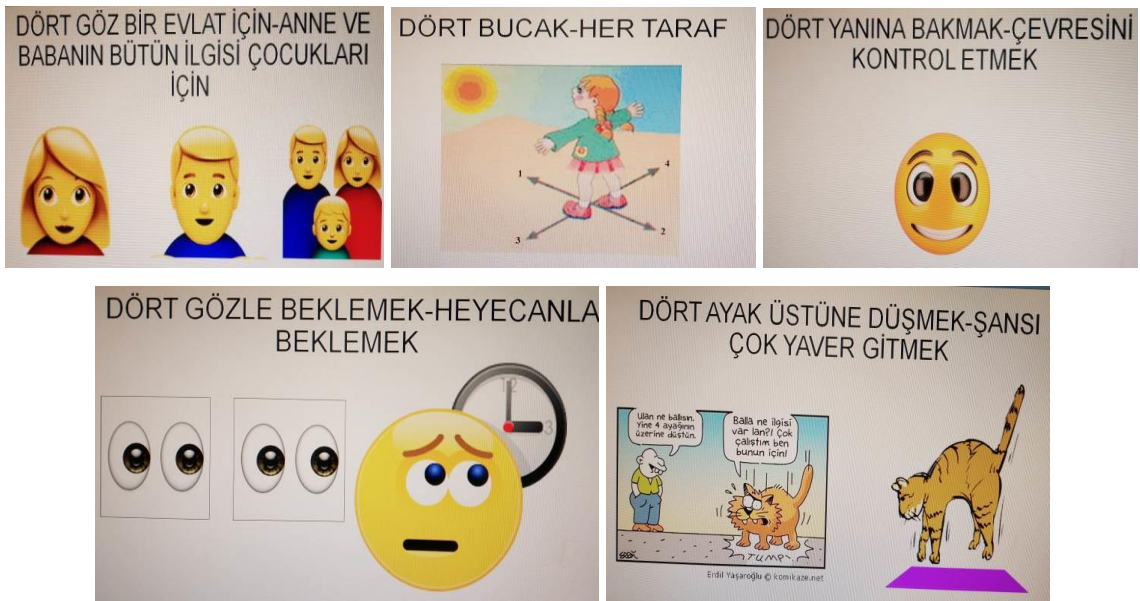 DÖRT GÖZ BİR EVLAT İÇİN-ANNE VE
BABANIN BÜTÜN İLGİSİ ÇOCUKLARI
İÇİN
DÖRT BUCAK-HER TARAF
1
4
3
2
DÖRT YANINA BAKMAK-ÇEVRESİNİ
KONTROL ETMEK
DÖRT GÖZLE BEKLEMEK-HEYECANLA
BEKLEMEK
12
3
DÖRT AYAK ÜSTÜNE DÜŞMEK-ŞANSI
ÇOK YAVER GİTMEK
Ulan ne ballısın.
Yine 4 ayağının
üzerine düştün.
Balla ne ilgisi
var lan?! Çok
çalıştım ben
bunun için!
TUMP!
Erdil Yaşaroğlu © komikaze.net